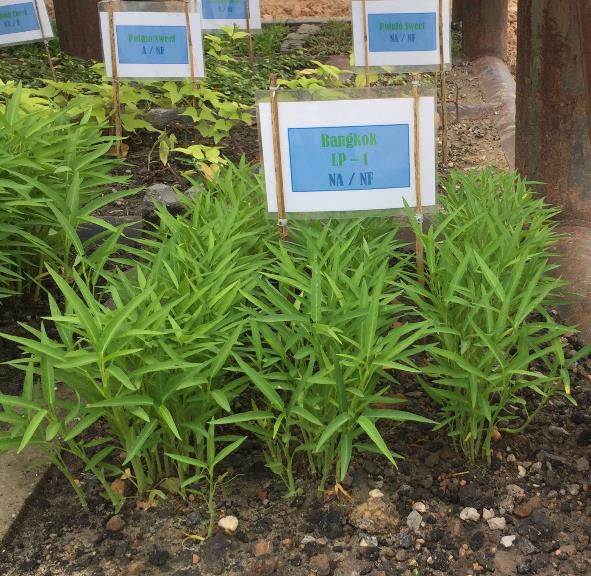 Potato Sweet
A / NF
Potato Sweet
NA / NF
Bangkok
LP – 1
NA / NF